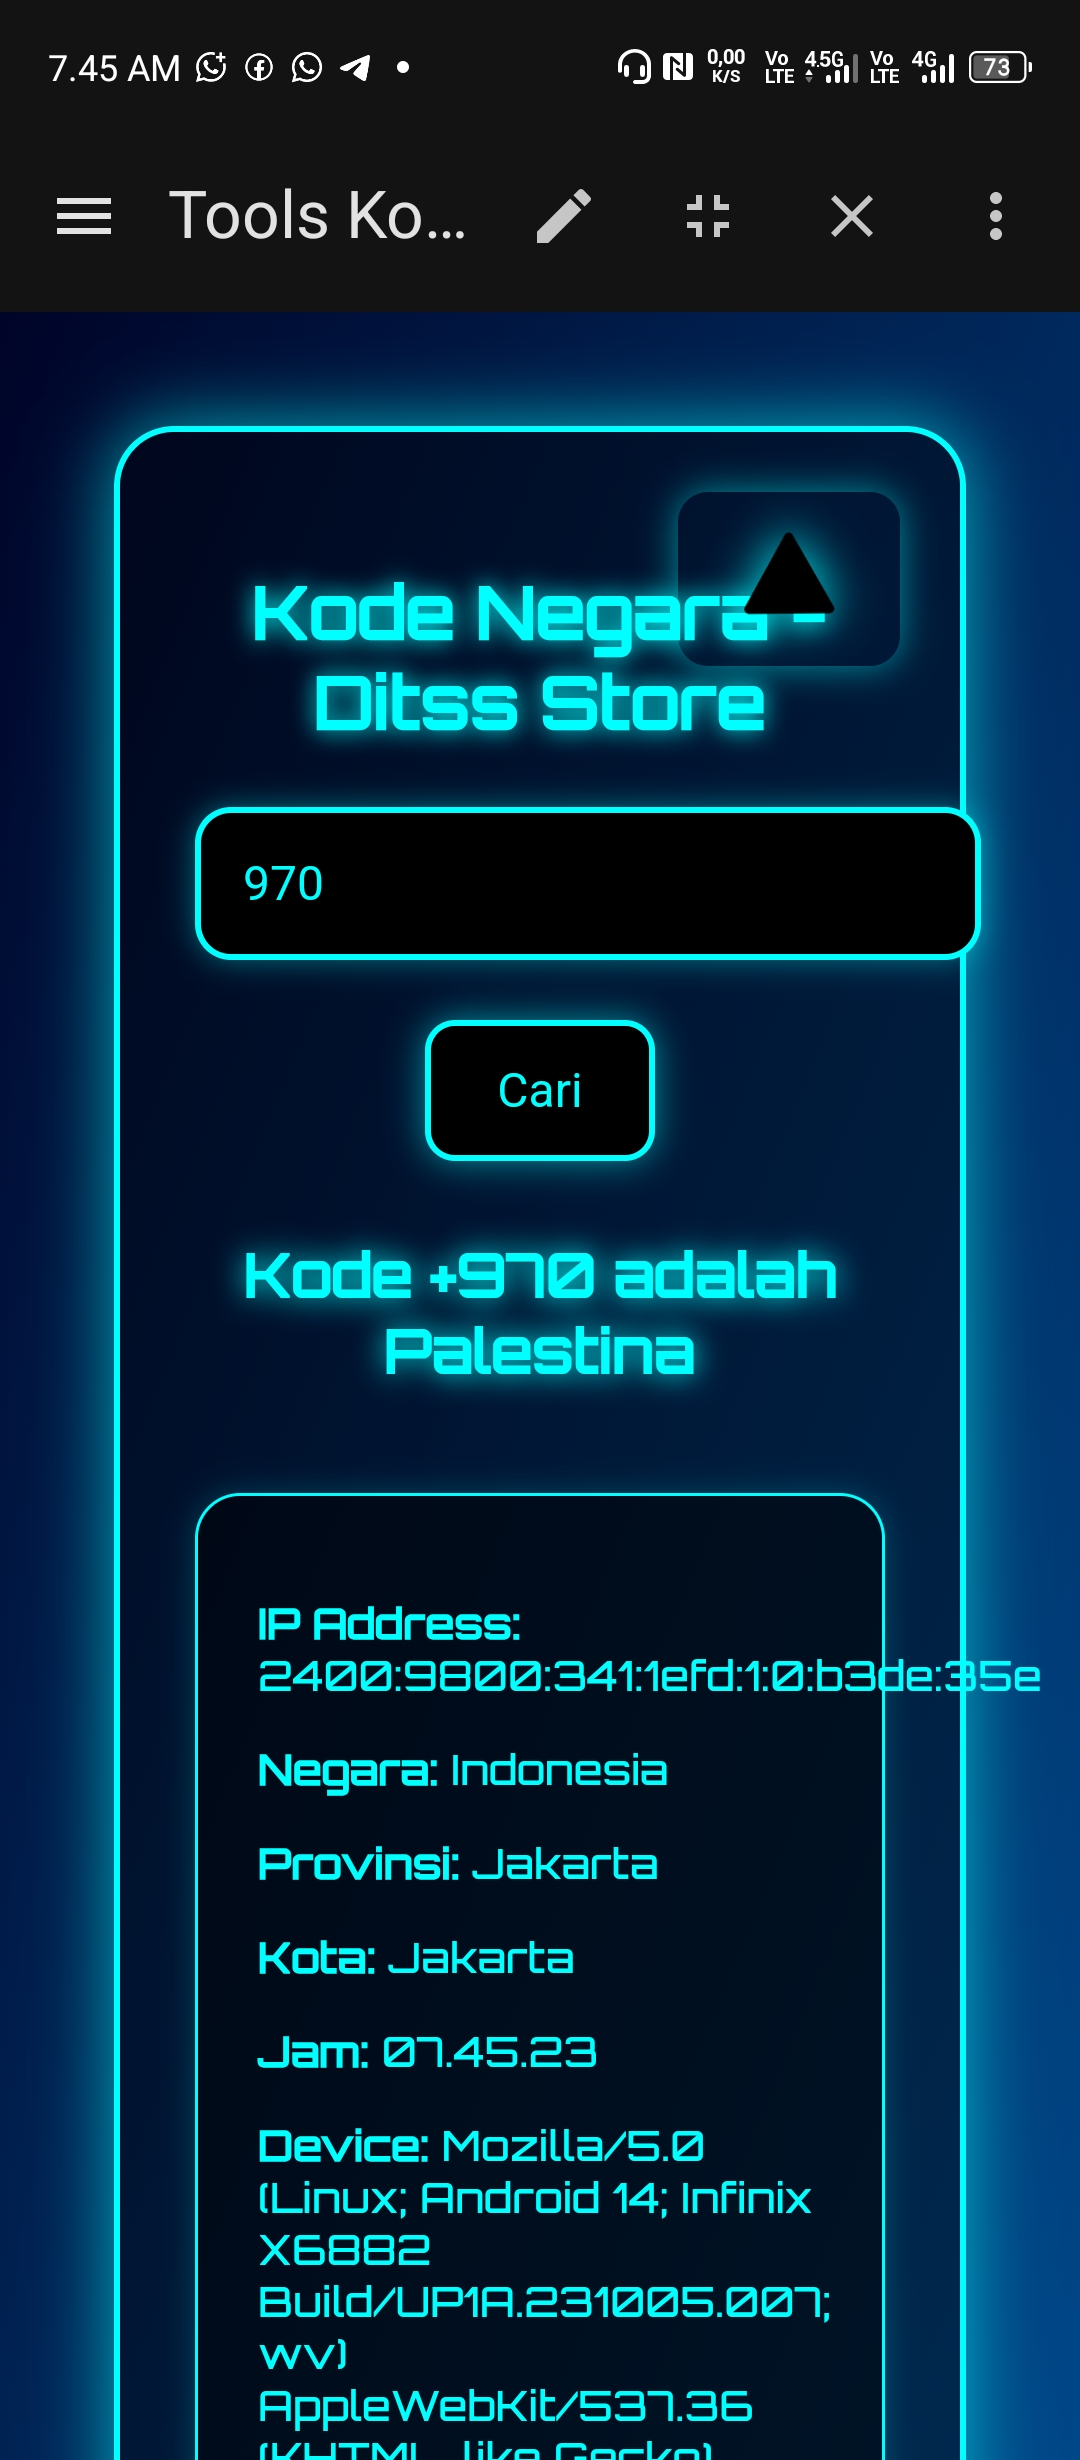 7.45 AM
0,00 K/S Vo LTE 4.5G Vo LTE 4G 73
Tools Ko...
Kode Negara -
Ditss Store
970
Cari
Kode +970 adalah
Palestina
IP Address:
2400:9800:341:1efd:1:0:b3de:35e
Negara: Indonesia
Provinsi: Jakarta
Kota: Jakarta
Jam: 07.45.23
Device: Mozilla/5.0
(Linux; Android 14; Infinix
X6882
Build/UP1A.231005.007;
wv)
AppleWebKit/537.36
(KHTML, like Gecko)